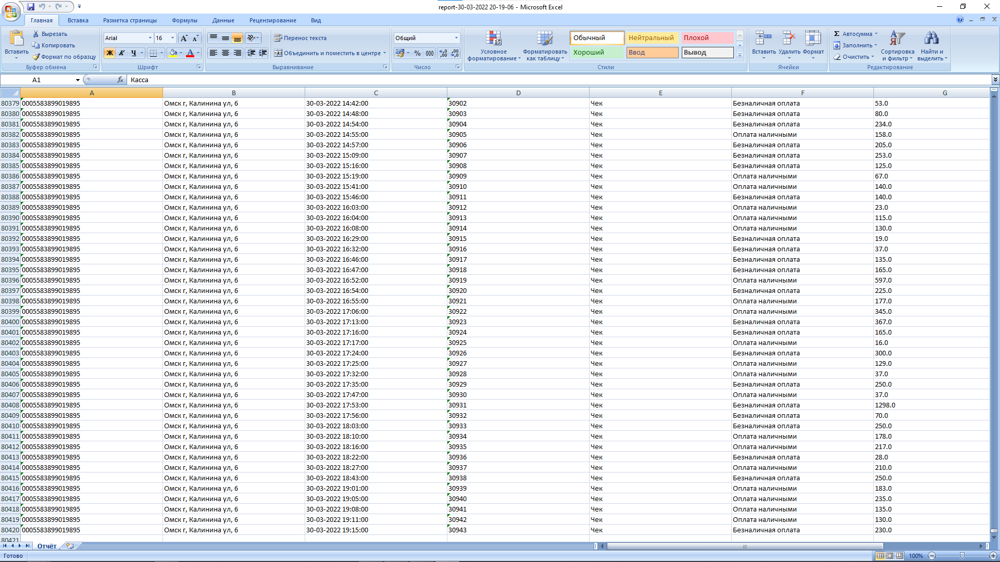 report-30-03-2022 20-19-06 - Microsoft Excel
Главная Вставка Разметка страницы Формулы Данные Рецензирование Вид
Вставить
Вырезать
Копировать
Формат по образцу
Буфер обмена
Arial 16
Ж К Ч
Шрифт
Перенос текста
Объединить и поместить в центре
Выравнивание
Общий
% 000
Число
Условное форматирование
Форматировать как таблицу
Обычный Нейтральный Плохой
Хороший Ввод Вывод
Стили
Вставить Удалить Формат
Ячейки
Σ Автосумма
Заполнить
Очистить
Сортировка и фильтр
Найти и выделить
Редактирование
A1 fx Касса
A B C D E F G
80379 0005583899019895 Омск г, Калинина ул, 6 30-03-2022 14:42:00 30902 Чек Безналичная оплата 53.0
80380 0005583899019895 Омск г, Калинина ул, 6 30-03-2022 14:48:00 30903 Чек Безналичная оплата 80.0
80381 0005583899019895 Омск г, Калинина ул, 6 30-03-2022 14:54:00 30904 Чек Безналичная оплата 234.0
80382 0005583899019895 Омск г, Калинина ул, 6 30-03-2022 14:55:00 30905 Чек Оплата наличными 158.0
80383 0005583899019895 Омск г, Калинина ул, 6 30-03-2022 14:57:00 30906 Чек Безналичная оплата 205.0
80384 0005583899019895 Омск г, Калинина ул, 6 30-03-2022 15:09:00 30907 Чек Безналичная оплата 253.0
80385 0005583899019895 Омск г, Калинина ул, 6 30-03-2022 15:16:00 30908 Чек Безналичная оплата 125.0
80386 0005583899019895 Омск г, Калинина ул, 6 30-03-2022 15:19:00 30909 Чек Оплата наличными 67.0
80387 0005583899019895 Омск г, Калинина ул, 6 30-03-2022 15:41:00 30910 Чек Оплата наличными 140.0
80388 0005583899019895 Омск г, Калинина ул, 6 30-03-2022 15:46:00 30911 Чек Безналичная оплата 140.0
80389 0005583899019895 Омск г, Калинина ул, 6 30-03-2022 16:03:00 30912 Чек Оплата наличными 23.0
80390 0005583899019895 Омск г, Калинина ул, 6 30-03-2022 16:04:00 30913 Чек Оплата наличными 115.0
80391 0005583899019895 Омск г, Калинина ул, 6 30-03-2022 16:08:00 30914 Чек Оплата наличными 130.0
80392 0005583899019895 Омск г, Калинина ул, 6 30-03-2022 16:29:00 30915 Чек Безналичная оплата 19.0
80393 0005583899019895 Омск г, Калинина ул, 6 30-03-2022 16:32:00 30916 Чек Безналичная оплата 37.0
80394 0005583899019895 Омск г, Калинина ул, 6 30-03-2022 16:46:00 30917 Чек Безналичная оплата 135.0
80395 0005583899019895 Омск г, Калинина ул, 6 30-03-2022 16:47:00 30918 Чек Безналичная оплата 165.0
80396 0005583899019895 Омск г, Калинина ул, 6 30-03-2022 16:52:00 30919 Чек Оплата наличными 597.0
80397 0005583899019895 Омск г, Калинина ул, 6 30-03-2022 16:54:00 30920 Чек Безналичная оплата 225.0
80398 0005583899019895 Омск г, Калинина ул, 6 30-03-2022 16:55:00 30921 Чек Оплата наличными 177.0
80399 0005583899019895 Омск г, Калинина ул, 6 30-03-2022 17:06:00 30922 Чек Оплата наличными 345.0
80400 0005583899019895 Омск г, Калинина ул, 6 30-03-2022 17:13:00 30923 Чек Безналичная оплата 367.0
80401 0005583899019895 Омск г, Калинина ул, 6 30-03-2022 17:16:00 30924 Чек Безналичная оплата 165.0
80402 0005583899019895 Омск г, Калинина ул, 6 30-03-2022 17:17:00 30925 Чек Оплата наличными 16.0
80403 0005583899019895 Омск г, Калинина ул, 6 30-03-2022 17:24:00 30926 Чек Безналичная оплата 300.0
80404 0005583899019895 Омск г, Калинина ул, 6 30-03-2022 17:25:00 30927 Чек Оплата наличными 129.0
80405 0005583899019895 Омск г, Калинина ул, 6 30-03-2022 17:32:00 30928 Чек Оплата наличными 37.0
80406 0005583899019895 Омск г, Калинина ул, 6 30-03-2022 17:35:00 30929 Чек Безналичная оплата 250.0
80407 0005583899019895 Омск г, Калинина ул, 6 30-03-2022 17:47:00 30930 Чек Оплата наличными 37.0
80408 0005583899019895 Омск г, Калинина ул, 6 30-03-2022 17:53:00 30931 Чек Безналичная оплата 1298.0
80409 0005583899019895 Омск г, Калинина ул, 6 30-03-2022 17:56:00 30932 Чек Безналичная оплата 70.0
80410 0005583899019895 Омск г, Калинина ул, 6 30-03-2022 18:03:00 30933 Чек Безналичная оплата 250.0
80411 0005583899019895 Омск г, Калинина ул, 6 30-03-2022 18:10:00 30934 Чек Оплата наличными 178.0
80412 0005583899019895 Омск г, Калинина ул, 6 30-03-2022 18:16:00 30935 Чек Оплата наличными 217.0
80413 0005583899019895 Омск г, Калинина ул, 6 30-03-2022 18:22:00 30936 Чек Безналичная оплата 28.0
80414 0005583899019895 Омск г, Калинина ул, 6 30-03-2022 18:27:00 30937 Чек Оплата наличными 210.0
80415 0005583899019895 Омск г, Калинина ул, 6 30-03-2022 18:43:00 30938 Чек Безналичная оплата 250.0
80416 0005583899019895 Омск г, Калинина ул, 6 30-03-2022 19:01:00 30939 Чек Оплата наличными 183.0
80417 0005583899019895 Омск г, Калинина ул, 6 30-03-2022 19:05:00 30940 Чек Оплата наличными 235.0
80418 0005583899019895 Омск г, Калинина ул, 6 30-03-2022 19:08:00 30941 Чек Оплата наличными 135.0
80419 0005583899019895 Омск г, Калинина ул, 6 30-03-2022 19:11:00 30942 Чек Оплата наличными 130.0
80420 0005583899019895 Омск г, Калинина ул, 6 30-03-2022 19:15:00 30943 Чек Безналичная оплата 230.0
80421
Отчёт
Готово 100%